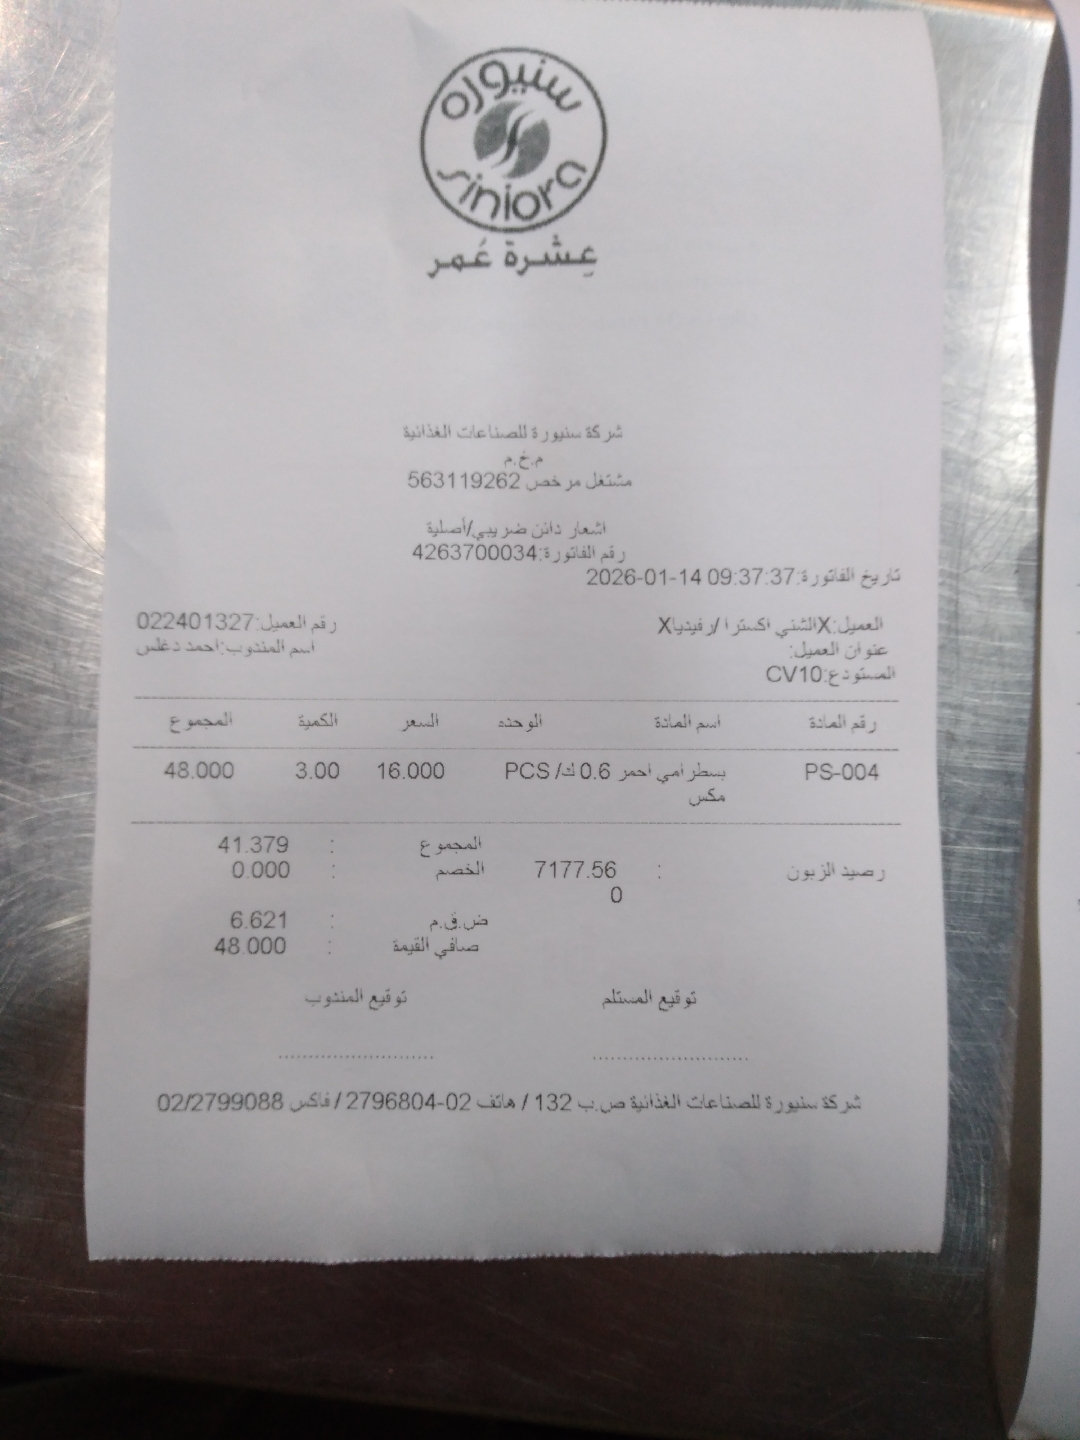 سنيورة
siniora
عِشرة عُمر
شركة سنيورة للصناعات الغذائية
م.خ.م
مشتغل مرخص 563119262
اشعار دائن ضريبي/أصلية
رقم الفاتورة:4263700034
تاريخ الفاتورة:2026-01-14 09:37:37
العميل:Xالشني اكسترا /رفيدياX رقم العميل:022401327
عنوان العميل: اسم المندوب:احمد دغلس
المستودع:CV10
رقم المادة اسم المادة الوحده السعر الكمية المجموع
PS-004 بسطرامي احمر 0.6 ك/ PCS 16.000 3.00 48.000
مكس
المجموع : 41.379
رصيد الزبون : 7177.56 الخصم : 0.000
0
ض.ق.م : 6.621
صافي القيمة : 48.000
توقيع المستلم توقيع المندوب
شركة سنيورة للصناعات الغذائية ص.ب 132 / هاتف 02-2796804 / فاكس 02/2799088